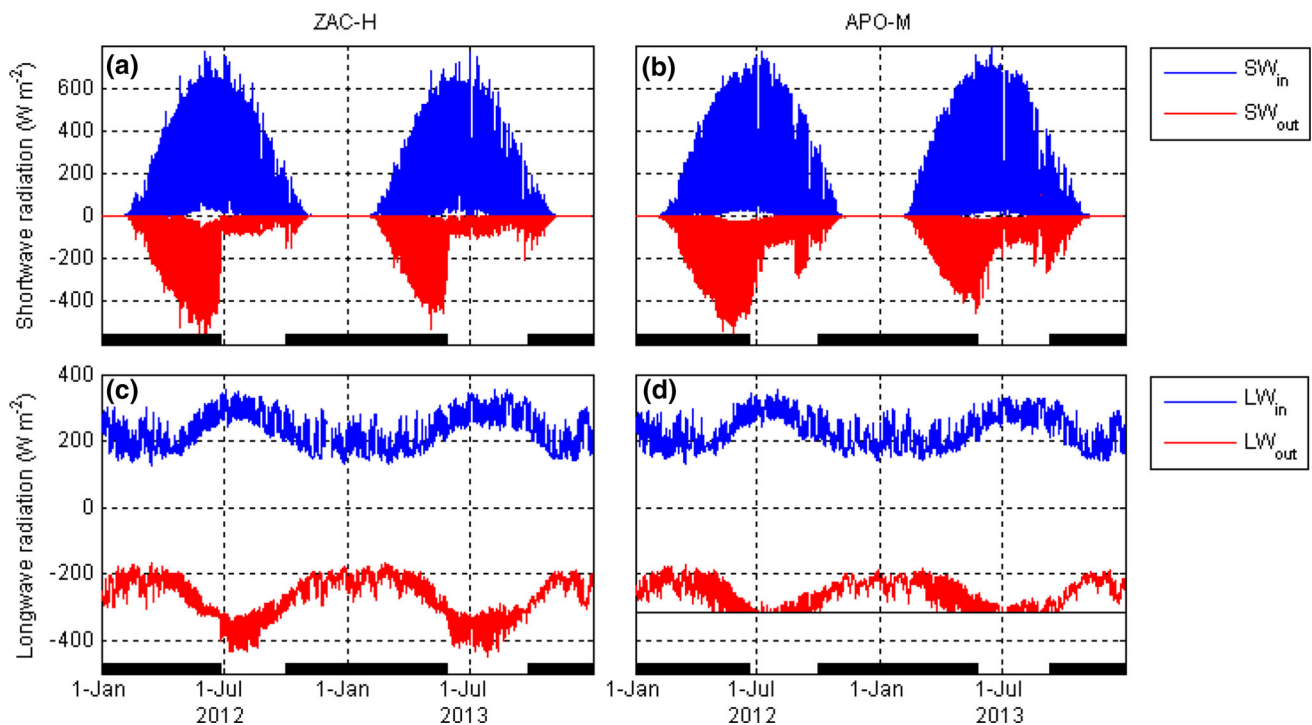 ZAC-H
APO-M
(a)
(b)
Shortwave radiation (W m-2)
600
400
200
0
-200
-400
SWin
SWout
(c)
(d)
Longwave radiation (W m-2)
400
200
0
-200
-400
LWin
LWout
1-Jan 1-Jul 1-Jan 1-Jul
2012 2013
1-Jan 1-Jul 1-Jan 1-Jul
2012 2013